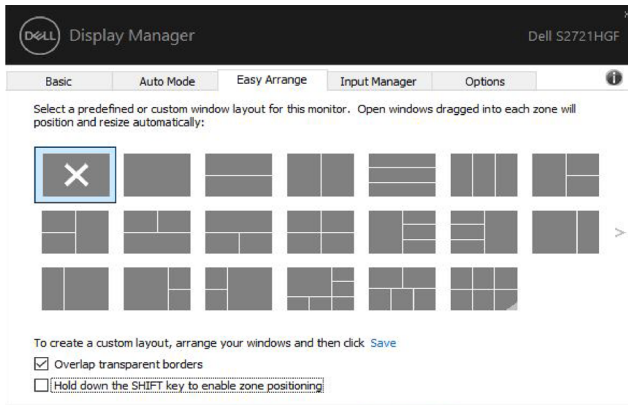 DELL Display Manager
Dell S2721HGF
Basic Auto Mode Easy Arrange Input Manager Options
Select a predefined or custom window layout for this monitor. Open windows dragged into each zone will
position and resize automatically:
To create a custom layout, arrange your windows and then click Save
Overlap transparent borders
Hold down the SHIFT key to enable zone positioning